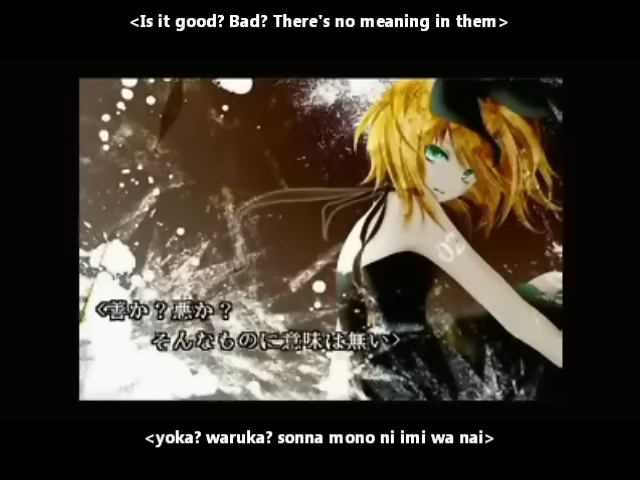 <Is it good? Bad? There's no meaning in them>
02
<善か？悪か？
そんなものに意味は無い>
<yoka? waruka? sonna mono ni imi wa nai>